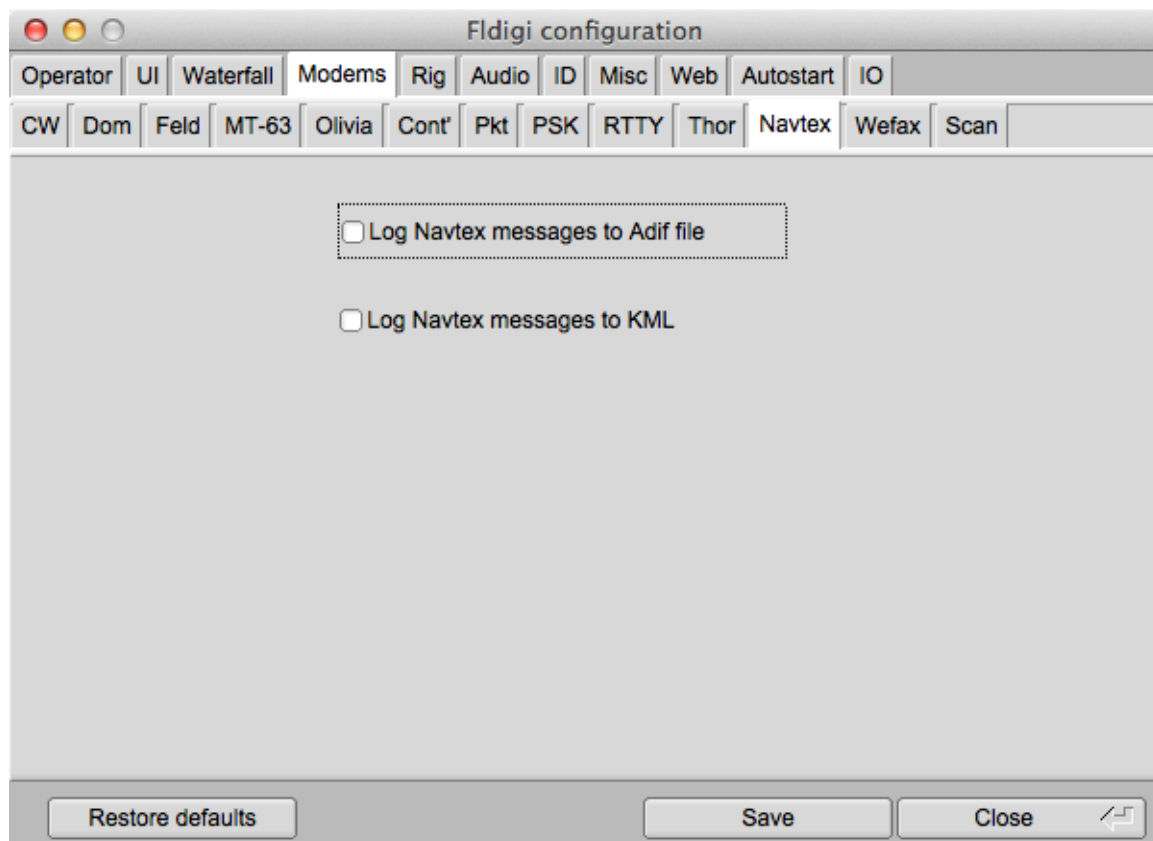 Fldigi configuration
Operator UI Waterfall Modems Rig Audio ID Misc Web Autostart IO
CW Dom Feld MT-63 Olivia Cont' Pkt PSK RTTY Thor Navtex Wefax Scan
Log Navtex messages to Adif file
Log Navtex messages to KML
Restore defaults Save Close